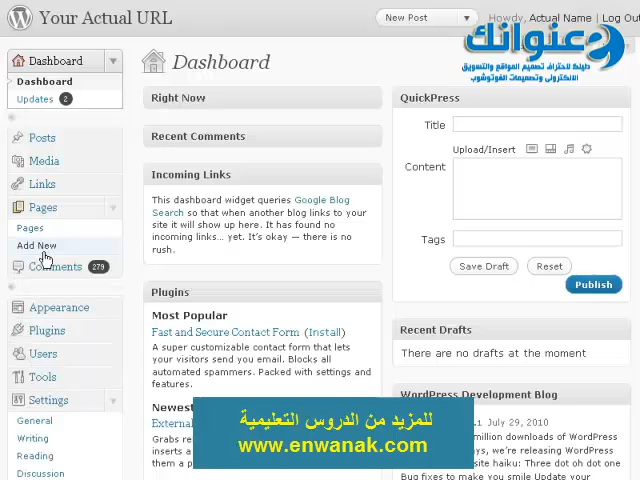 Your Actual URL
New Post
Howdy, Actual Name | Log Out
عنوانك
طريقك لاحتراف تصميم المواقع والتسويق
الالكترونى وتصميمات الفوتوشوب
Dashboard
Dashboard
Updates 2
Posts
Media
Links
Pages
Pages
Add New
Comments 279
Appearance
Plugins
Users
Tools
Settings
General
Writing
Reading
Discussion
Dashboard
Right Now
Recent Comments
Incoming Links
This dashboard widget queries Google Blog
Search so that when another blog links to your
site it will show up here. It has found no
incoming links… yet. It's okay — there is no
rush.
Plugins
Most Popular
Fast and Secure Contact Form (Install)
A super customizable contact form that lets
your visitors send you email. Blocks all
automated spammers. Packed with settings and
features.
Newest
External
Grabs
inserts a
them a p
QuickPress
Title
Upload/Insert
Content
Tags
Save Draft
Reset
Publish
Recent Drafts
There are no drafts at the moment
WordPress Development Blog
.1 July 29, 2010
million downloads of WordPress
ays, we're releasing WordPress
site haiku: Three dot oh dot one
Bug fixes to make you smile Update your
للمزيد من الدروس التعليمية
www.enwanak.com